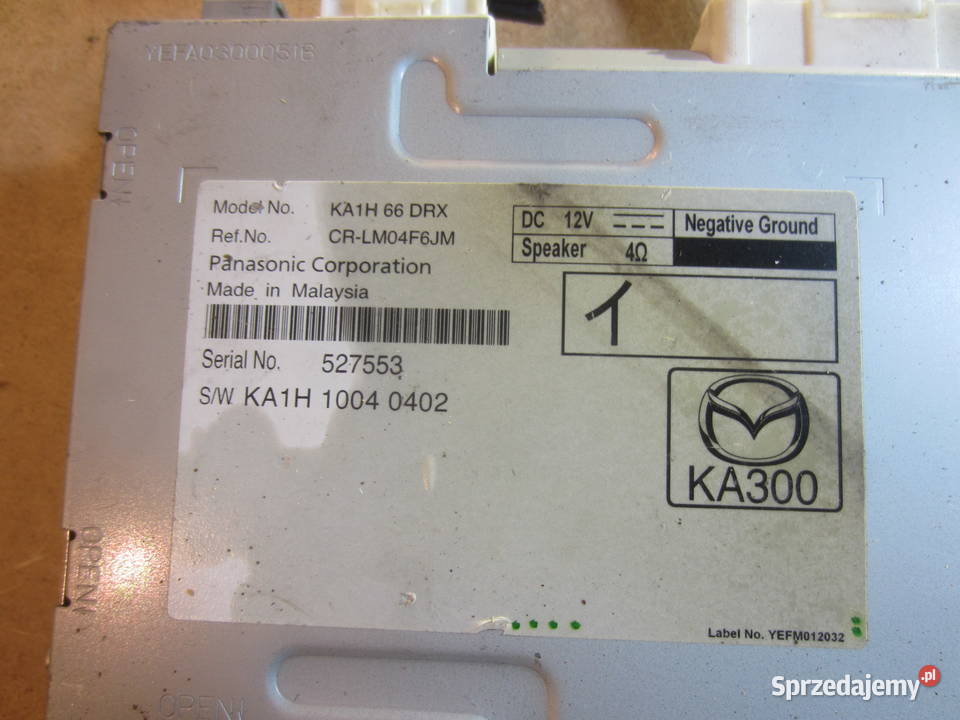 YEFA0300051B
OPEN
Model No. KA1H 66 DRX
Ref.No. CR-LM04F6JM
Panasonic Corporation
Made in Malaysia
Serial No. 527553
S/W KA1H 1004 0402
DC 12V
Negative Ground
Speaker 4Ω
イ
KA300
OPEN
Label No. YEFM012032
OPEN
Sprzedajemy.pl